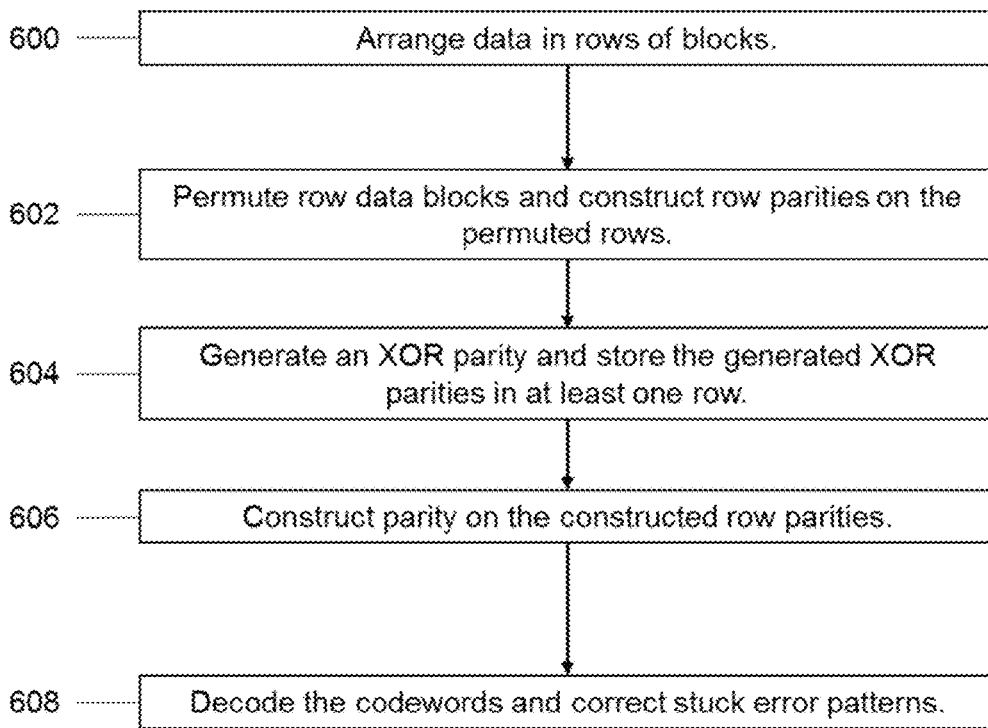 600
Arrange data in rows of blocks.
602
Permute row data blocks and construct row parities on the
permuted rows.
604
Generate an XOR parity and store the generated XOR
parities in at least one row.
606
Construct parity on the constructed row parities.
608
Decode the codewords and correct stuck error patterns.